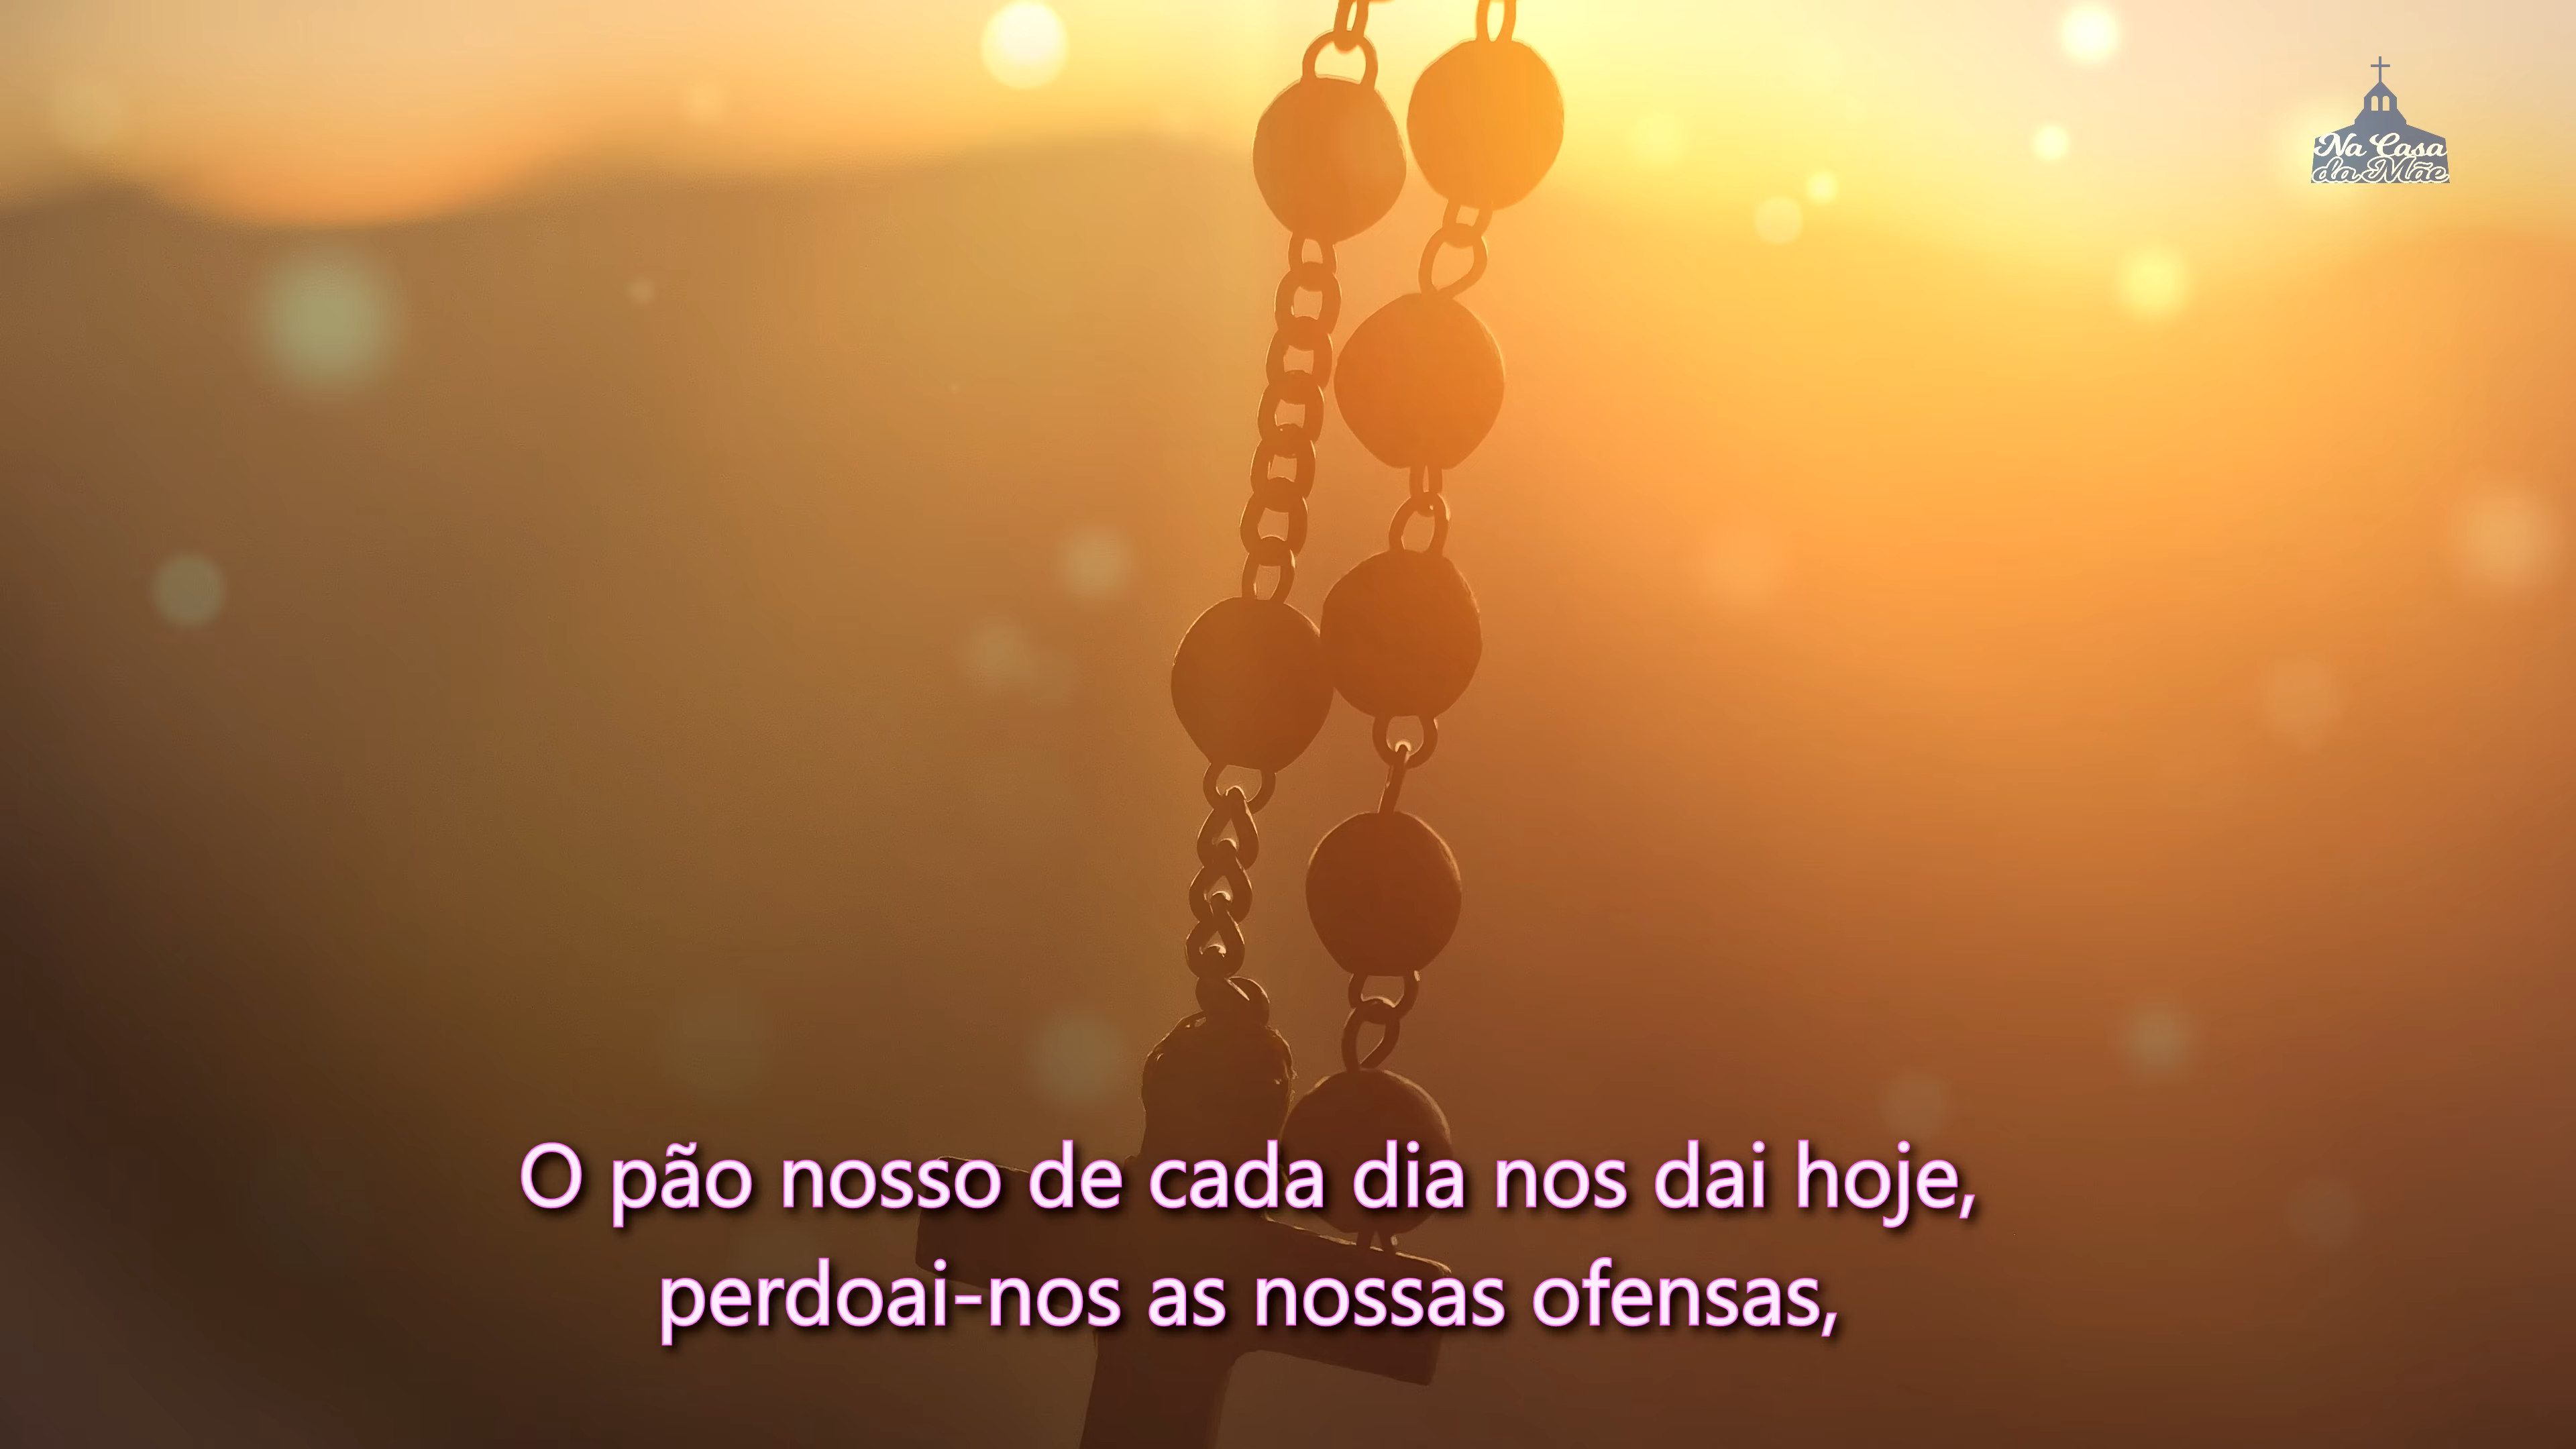 Na Casa
da Mãe
O pão nosso de cada dia nos dai hoje,
perdoai-nos as nossas ofensas,